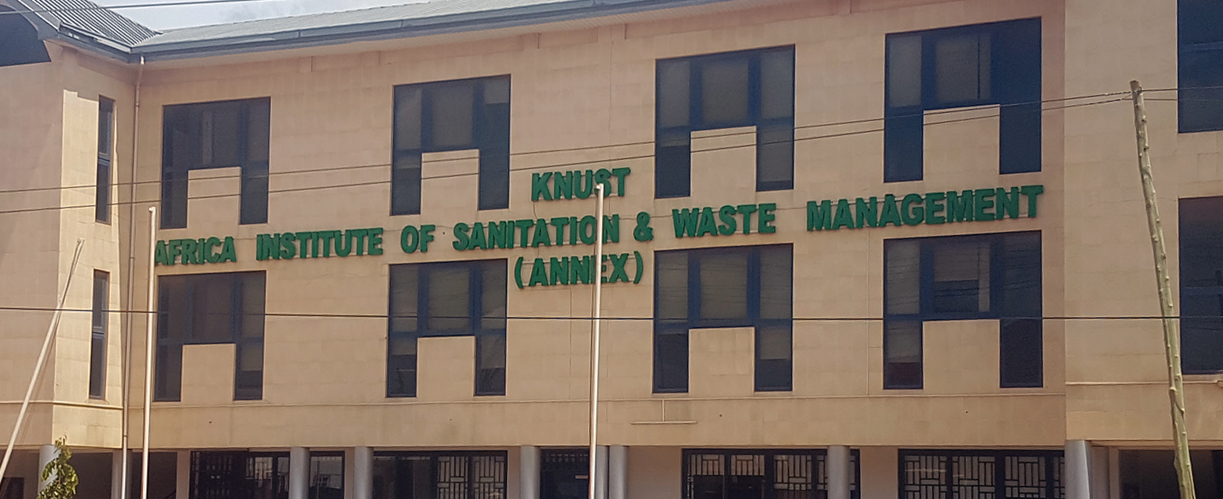 KNUST
AFRICA INSTITUTE OF SANITATION & WASTE MANAGEMENT
(ANNEX)